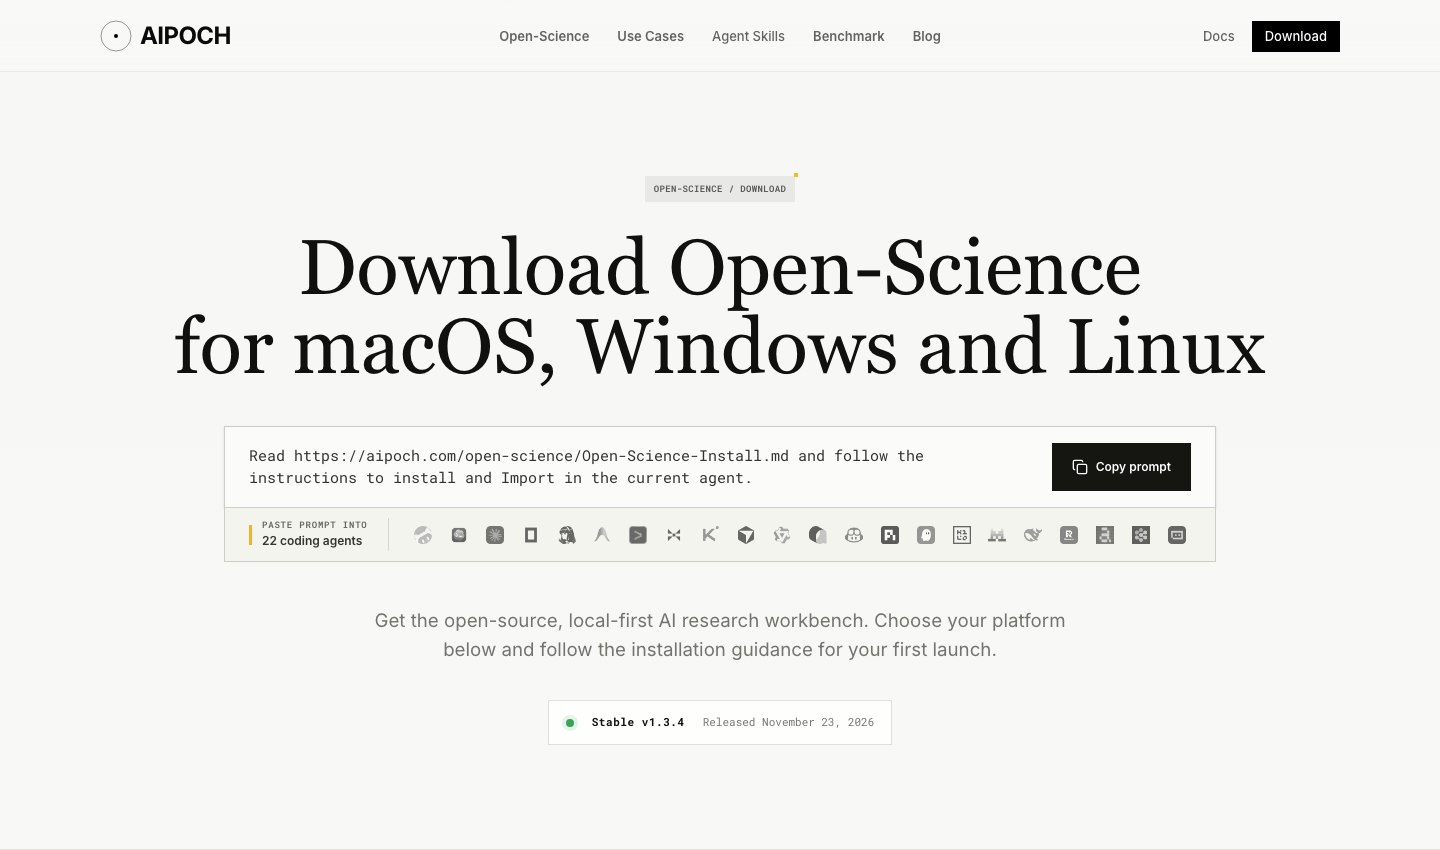 AIPOCH
Open-Science
Use Cases
Agent Skills
Benchmark
Blog
Docs
Download
OPEN-SCIENCE / DOWNLOAD
Download Open-Science
for macOS, Windows and Linux
Read https://aipoch.com/open-science/Open-Science-Install.md and follow the
instructions to install and Import in the current agent.
Copy prompt
PASTE PROMPT INTO
22 coding agents
Get the open-source, local-first AI research workbench. Choose your platform
below and follow the installation guidance for your first launch.
Stable v1.3.4
Released November 23, 2026